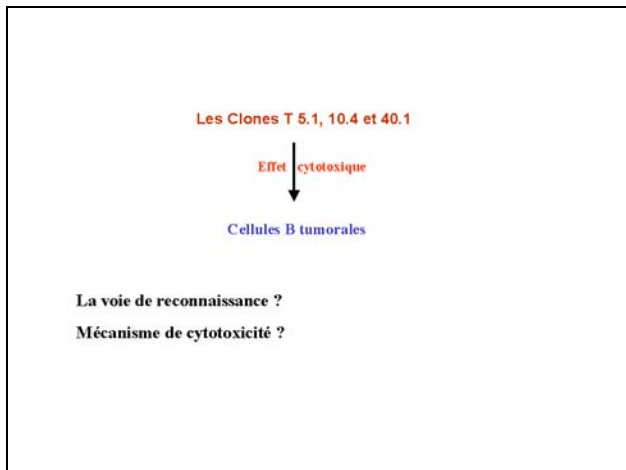 Les Clones T 5.1, 10.4 et 40.1
Effet cytotoxique
Cellules B tumorales
La voie de reconnaissance ?
Mécanisme de cytotoxicité ?